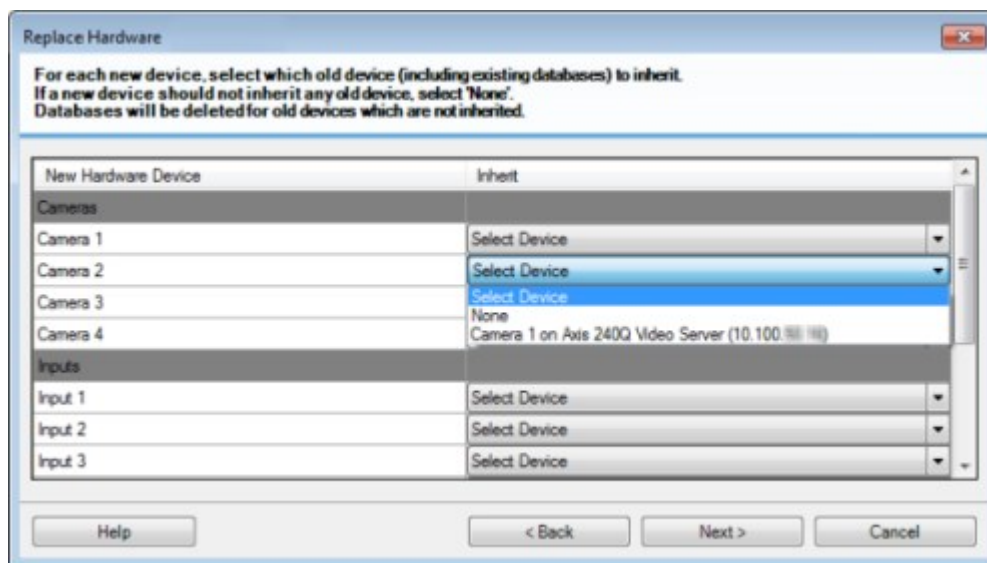 Replace Hardware
For each new device, select which old device (including existing databases) to inherit.
If a new device should not inherit any old device, select 'None'.
Databases will be deleted for old devices which are not inherited.
New Hardware Device Inherit
Cameras
Camera 1 Select Device
Camera 2 Select Device
Select Device
Camera 3
None
Camera 4 Camera 1 on Axis 240Q Video Server (10.100.
Inputs
Input 1 Select Device
Input 2 Select Device
Input 3 Select Device
Help < Back Next > Cancel